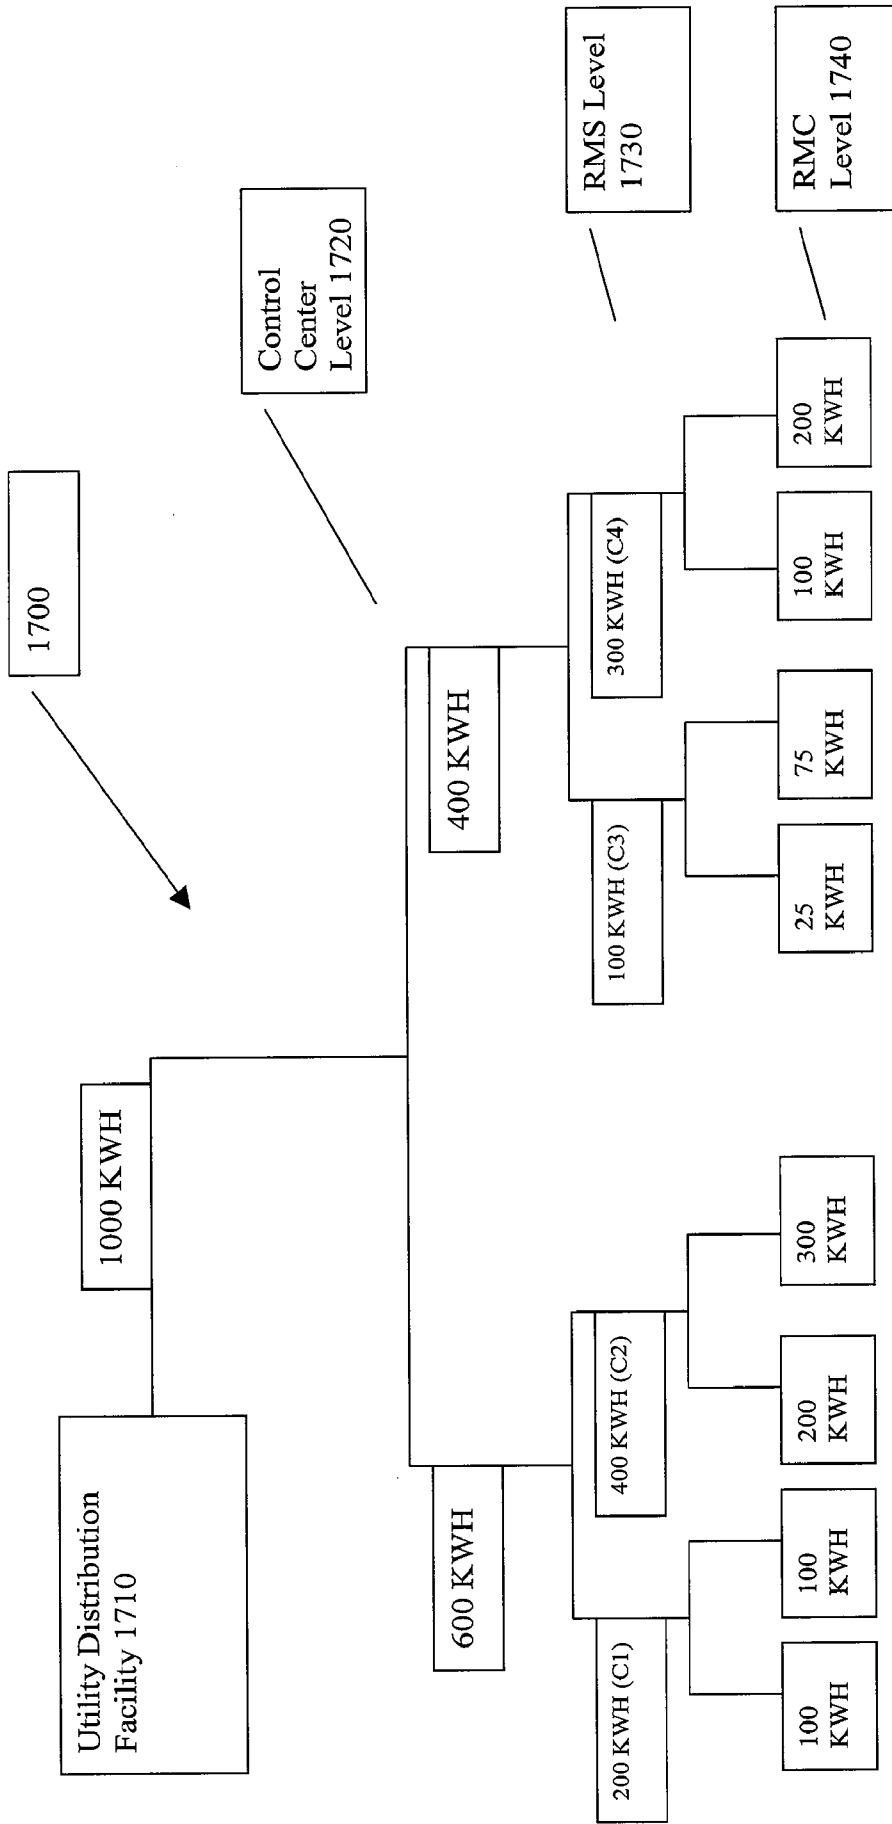 1700
Utility Distribution
Facility 1710
1000 KWH
Control
Center
Level 1720
600 KWH
400 KWH
RMS Level
1730
200 KWH (C1)
400 KWH (C2)
100 KWH (C3)
300 KWH (C4)
RMC
Level 1740
100
KWH
100
KWH
200
KWH
300
KWH
25
KWH
75
KWH
100
KWH
200
KWH